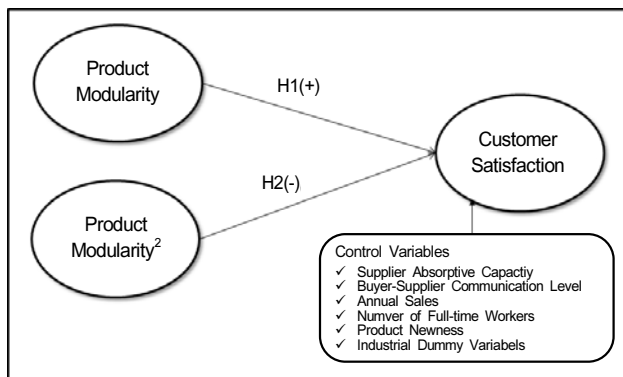 Product
Modularity
H1(+)
Customer
Satisfaction
H2(-)
Product
Modularity²
Control Variables
✓ Supplier Absorptive Capactiy
✓ Buyer-Supplier Communication Level
✓ Annual Sales
✓ Numver of Full-time Workers
✓ Product Newness
✓ Industrial Dummy Variabels